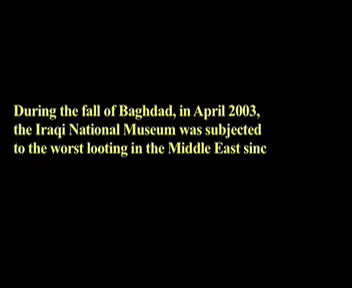 During the fall of Baghdad, in April 2003,
the Iraqi National Museum was subjected
to the worst looting in the Middle East sinc